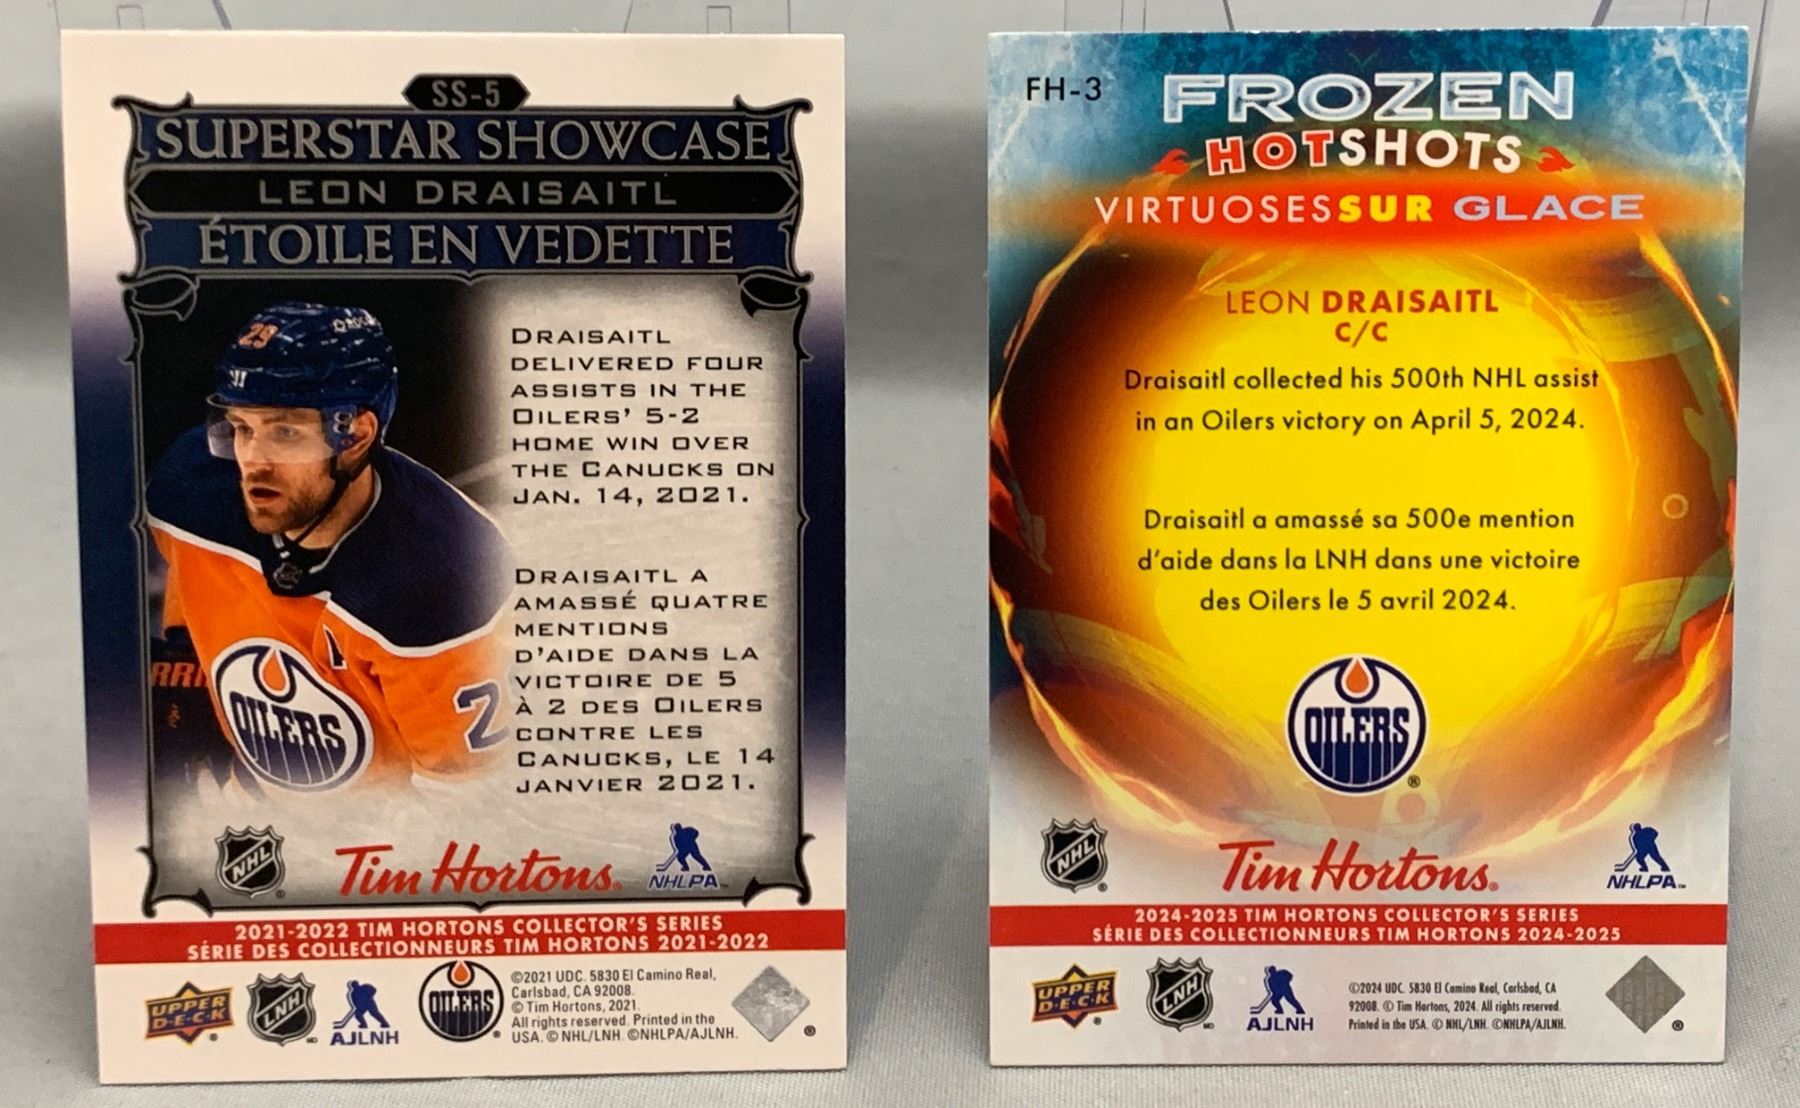 SS-5
SUPERSTAR SHOWCASE
LEON DRAISAITL
ÉTOILE EN VEDETTE
29
DRAISAITL
DELIVERED FOUR
ASSISTS IN THE
OILERS' 5-2
HOME WIN OVER
THE CANUCKS ON
JAN. 14, 2021.
DRAISAITL A
AMASSÉ QUATRE
MENTIONS
D'AIDE DANS LA
VICTOIRE DE 5
À 2 DES OILERS
CONTRE LES
CANUCKS, LE 14
JANVIER 2021.
A
OILERS
2
NHL
Tim Hortons
NHLPA
2021-2022 TIM HORTONS COLLECTOR'S SERIES
SÉRIE DES COLLECTIONNEURS TIM HORTONS 2021-2022
UPPER
D•E•C•K
LNH
AJLNH
OILERS
©2021 UDC. 5830 El Camino Real,
Carlsbad, CA 92008.
© Tim Hortons, 2021.
All rights reserved. Printed in the
USA. © NHL/LNH. ©NHLPA/AJLNH.
FH-3
FROZEN
HOTSHOTS
VIRTUOSES SUR GLACE
LEON DRAISAITL
C/C
Draisaitl collected his 500th NHL assist
in an Oilers victory on April 5, 2024.
Draisaitl a amassé sa 500e mention
d'aide dans la LNH dans une victoire
des Oilers le 5 avril 2024.
OILERS
NHL
Tim Hortons
NHLPA
2024-2025 TIM HORTONS COLLECTOR'S SERIES
SÉRIE DES COLLECTIONNEURS TIM HORTONS 2024-2025
UPPER
D•E•C•K
LNH
AJLNH
©2024 UDC. 5830 El Camino Real, Carlsbad, CA
92008. © Tim Hortons, 2024. All rights reserved.
Printed in the USA. © NHL/LNH. ©NHLPA/AJLNH.